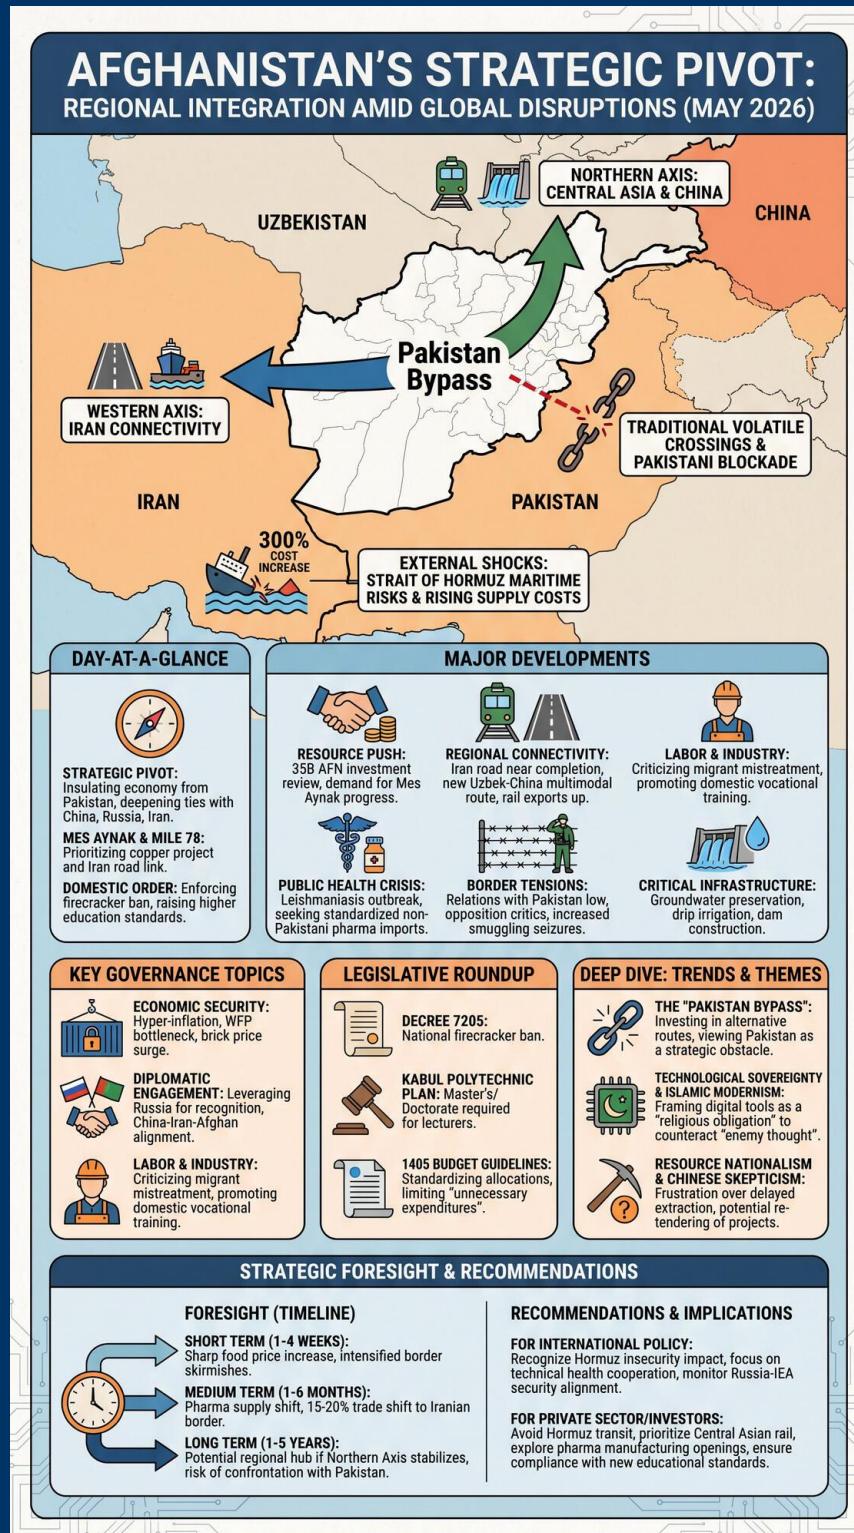 AFGHANISTAN'S STRATEGIC PIVOT:
REGIONAL INTEGRATION AMID GLOBAL DISRUPTIONS (MAY 2026)
NORTHERN AXIS:
CENTRAL ASIA & CHINA
UZBEKISTAN
CHINA
Pakistan
Bypass
WESTERN AXIS:
IRAN CONNECTIVITY
TRADITIONAL VOLATILE
CROSSINGS &
PAKISTANI BLOCKADE
IRAN
PAKISTAN
300%
COST
INCREASE
EXTERNAL SHOCKS:
STRAIT OF HORMUZ MARITIME
RISKS & RISING SUPPLY COSTS
DAY-AT-A-GLANCE
STRATEGIC PIVOT:
Insulating economy from
Pakistan, deepening ties with
China, Russia, Iran.
MES AYNAK & MILE 78:
Prioritizing copper project
and Iran road link.
DOMESTIC ORDER: Enforcing
firecracker ban, raising higher
education standards.
MAJOR DEVELOPMENTS
RESOURCE PUSH:
35B AFN investment
review, demand for Mes
Aynak progress.
REGIONAL CONNECTIVITY:
Iran road near completion,
new Uzbek-China multimodal
route, rail exports up.
LABOR & INDUSTRY:
Criticizing migrant mistreatment,
promoting domestic vocational
training.
PUBLIC HEALTH CRISIS:
Leishmaniasis outbreak,
seeking standardized non-
Pakistani pharma imports.
BORDER TENSIONS:
Relations with Pakistan low,
opposition critics, increased
smuggling seizures.
CRITICAL INFRASTRUCTURE:
Groundwater preservation,
drip irrigation, dam
construction.
KEY GOVERNANCE TOPICS
ECONOMIC SECURITY:
Hyper-inflation, WFP
bottleneck, brick price
surge.
DIPLOMATIC
ENGAGEMENT: Leveraging
Russia for recognition,
China-Iran-Afghan
alignment.
LABOR & INDUSTRY:
Criticizing migrant
mistreatment, promoting
domestic vocational
training.
LEGISLATIVE ROUNDUP
DECREE 7205:
National firecracker ban.
KABUL POLYTECHNIC
PLAN: Master's/
Doctorate required
for lecturers.
1405 BUDGET GUIDELINES:
Standardizing allocations,
limiting "unnecessary
expenditures".
DEEP DIVE: TRENDS & THEMES
THE "PAKISTAN BYPASS":
Investing in alternative
routes, viewing Pakistan as
a strategic obstacle.
TECHNOLOGICAL SOVEREIGNTY
& ISLAMIC MODERNISM:
Framing digital tools as a
"religious obligation" to
counteract "enemy thought".
RESOURCE NATIONALISM
& CHINESE SKEPTICISM:
Frustration over delayed
extraction, potential re-
tendering of projects.
?
STRATEGIC FORESIGHT & RECOMMENDATIONS
FORESIGHT (TIMELINE)
SHORT TERM (1-4 WEEKS):
Sharp food price increase, intensified border
skirmishes.
MEDIUM TERM (1-6 MONTHS):
Pharma supply shift, 15-20% trade shift to Iranian
border.
LONG TERM (1-5 YEARS):
Potential regional hub if Northern Axis stabilizes,
risk of confrontation with Pakistan.
RECOMMENDATIONS & IMPLICATIONS
FOR INTERNATIONAL POLICY:
Recognize Hormuz insecurity impact, focus on
technical health cooperation, monitor Russia-IEA
security alignment.
FOR PRIVATE SECTOR/INVESTORS:
Avoid Hormuz transit, prioritize Central Asian rail,
explore pharma manufacturing openings, ensure
compliance with new educational standards.